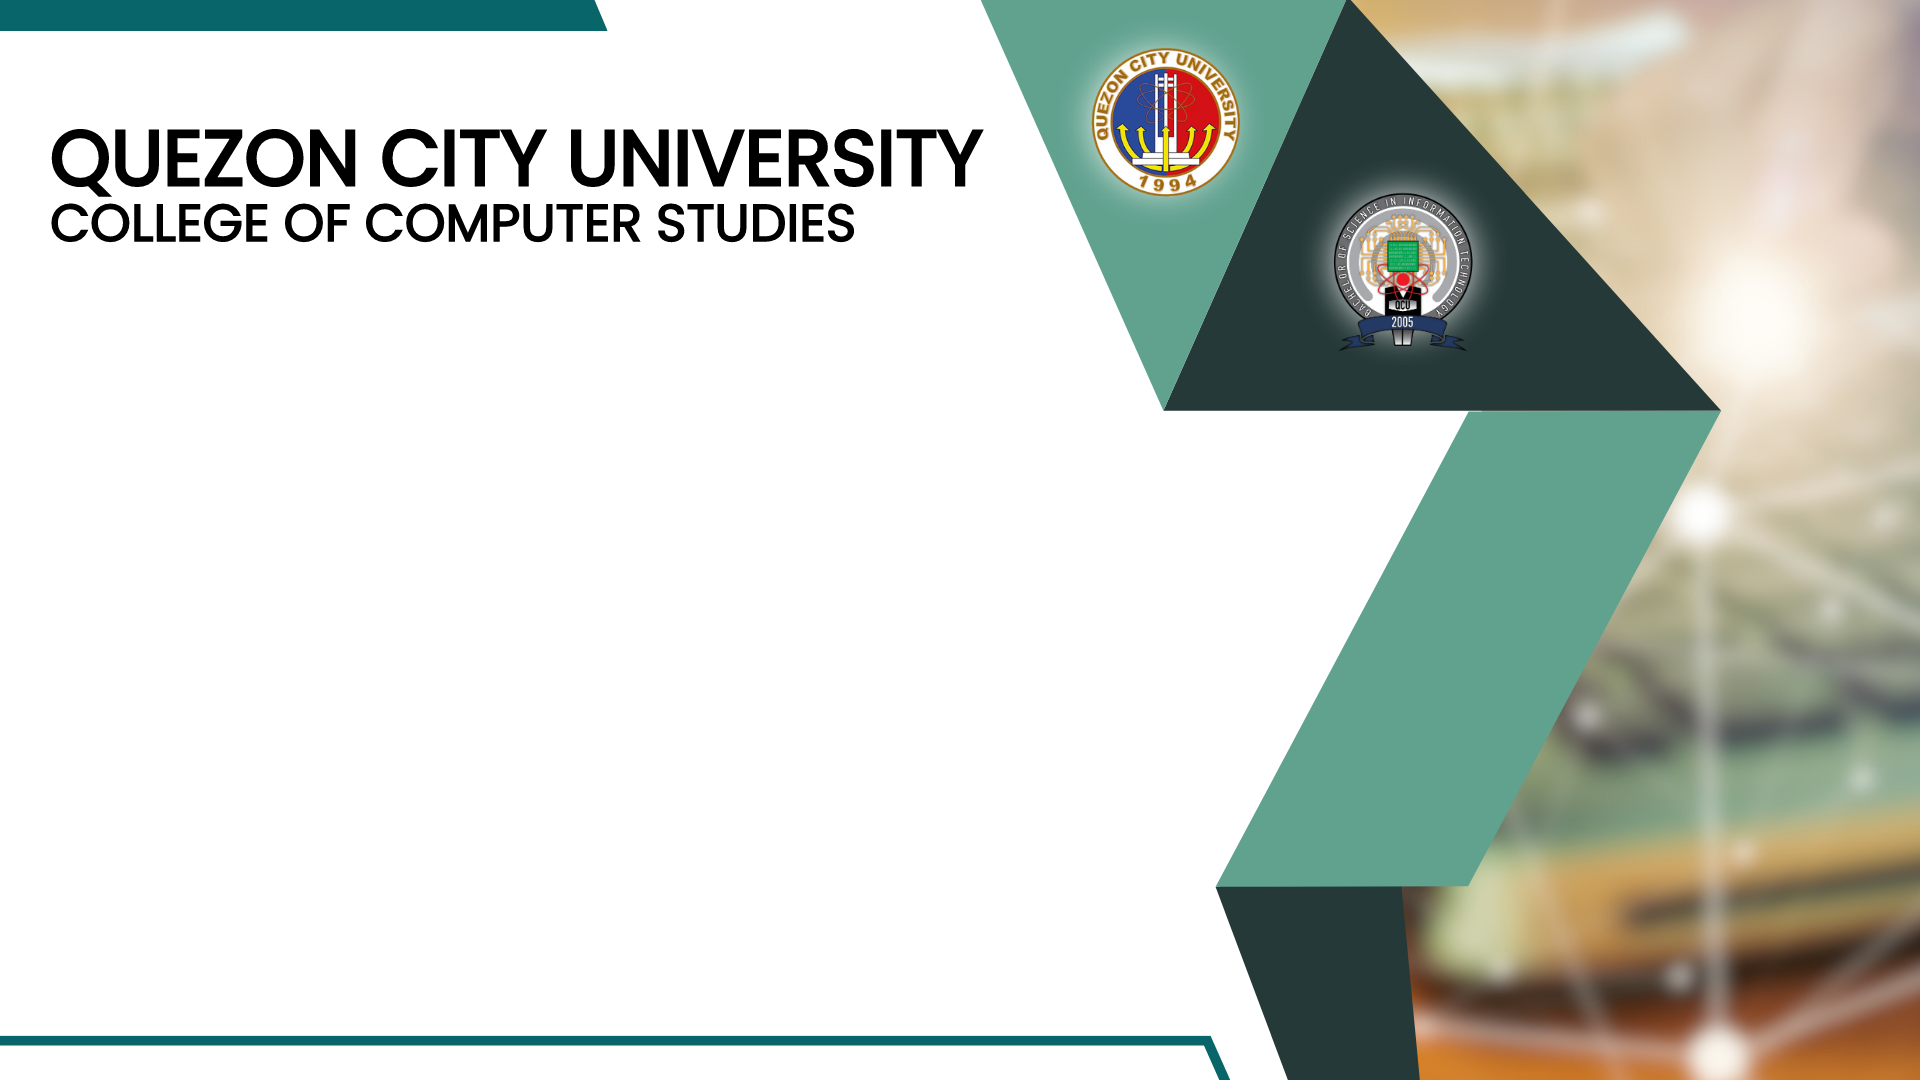 QUEZON CITY UNIVERSITY
COLLEGE OF COMPUTER STUDIES
QUEZON CITY UNIVERSITY
1994
BACHELOR OF SCIENCE IN INFORMATION TECHNOLOGY
QCU
2005